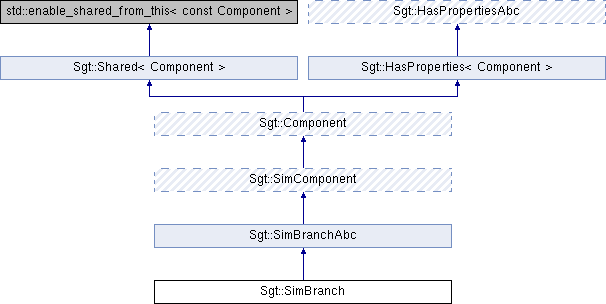 std::enable_shared_from_this< const Component >
Sgt::HasPropertiesAbc
Sgt::Shared< Component >
Sgt::HasProperties< Component >
Sgt::Component
Sgt::SimComponent
Sgt::SimBranchAbc
Sgt::SimBranch